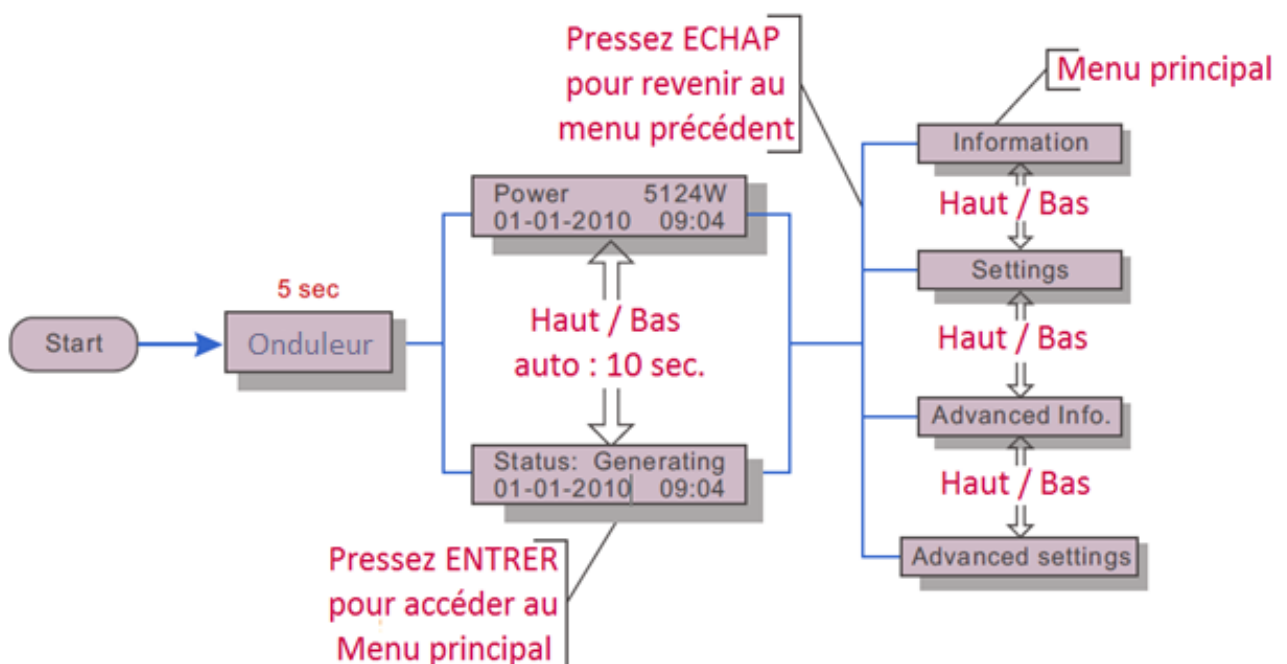 Pressez ECHAP
pour revenir au
menu précédent
Menu principal
Information
Haut / Bas
Settings
Haut / Bas
Advanced Info.
Haut / Bas
Advanced settings
Power 5124W
01-01-2010 09:04
5 sec
Start
Onduleur
Haut / Bas
auto : 10 sec.
Status: Generating
01-01-2010 09:04
Pressez ENTRER
pour accéder au
Menu principal